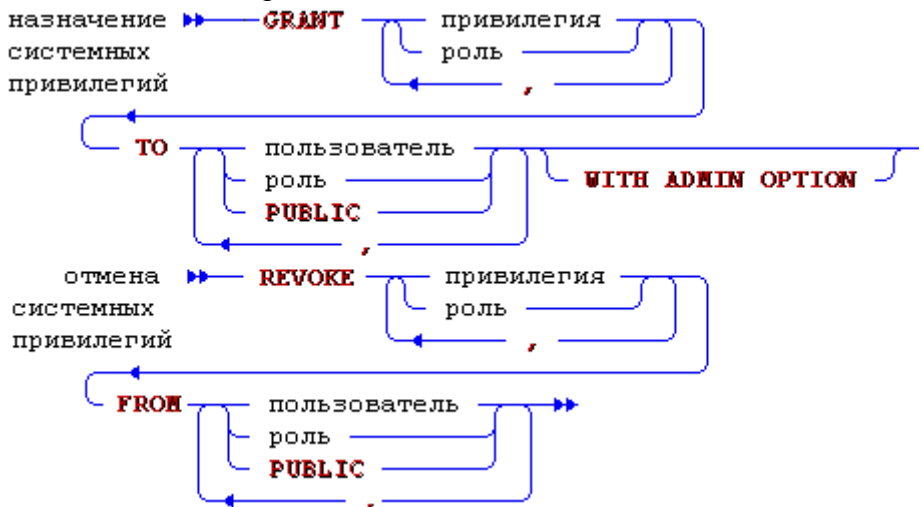 назначение GRANT привилегия
системных роль
привилегий ,
TO пользователь
роль WITH ADMIN OPTION
PUBLIC
,
отмена REVOKE привилегия
системных роль
привилегий ,
FROM пользователь
роль
PUBLIC
,